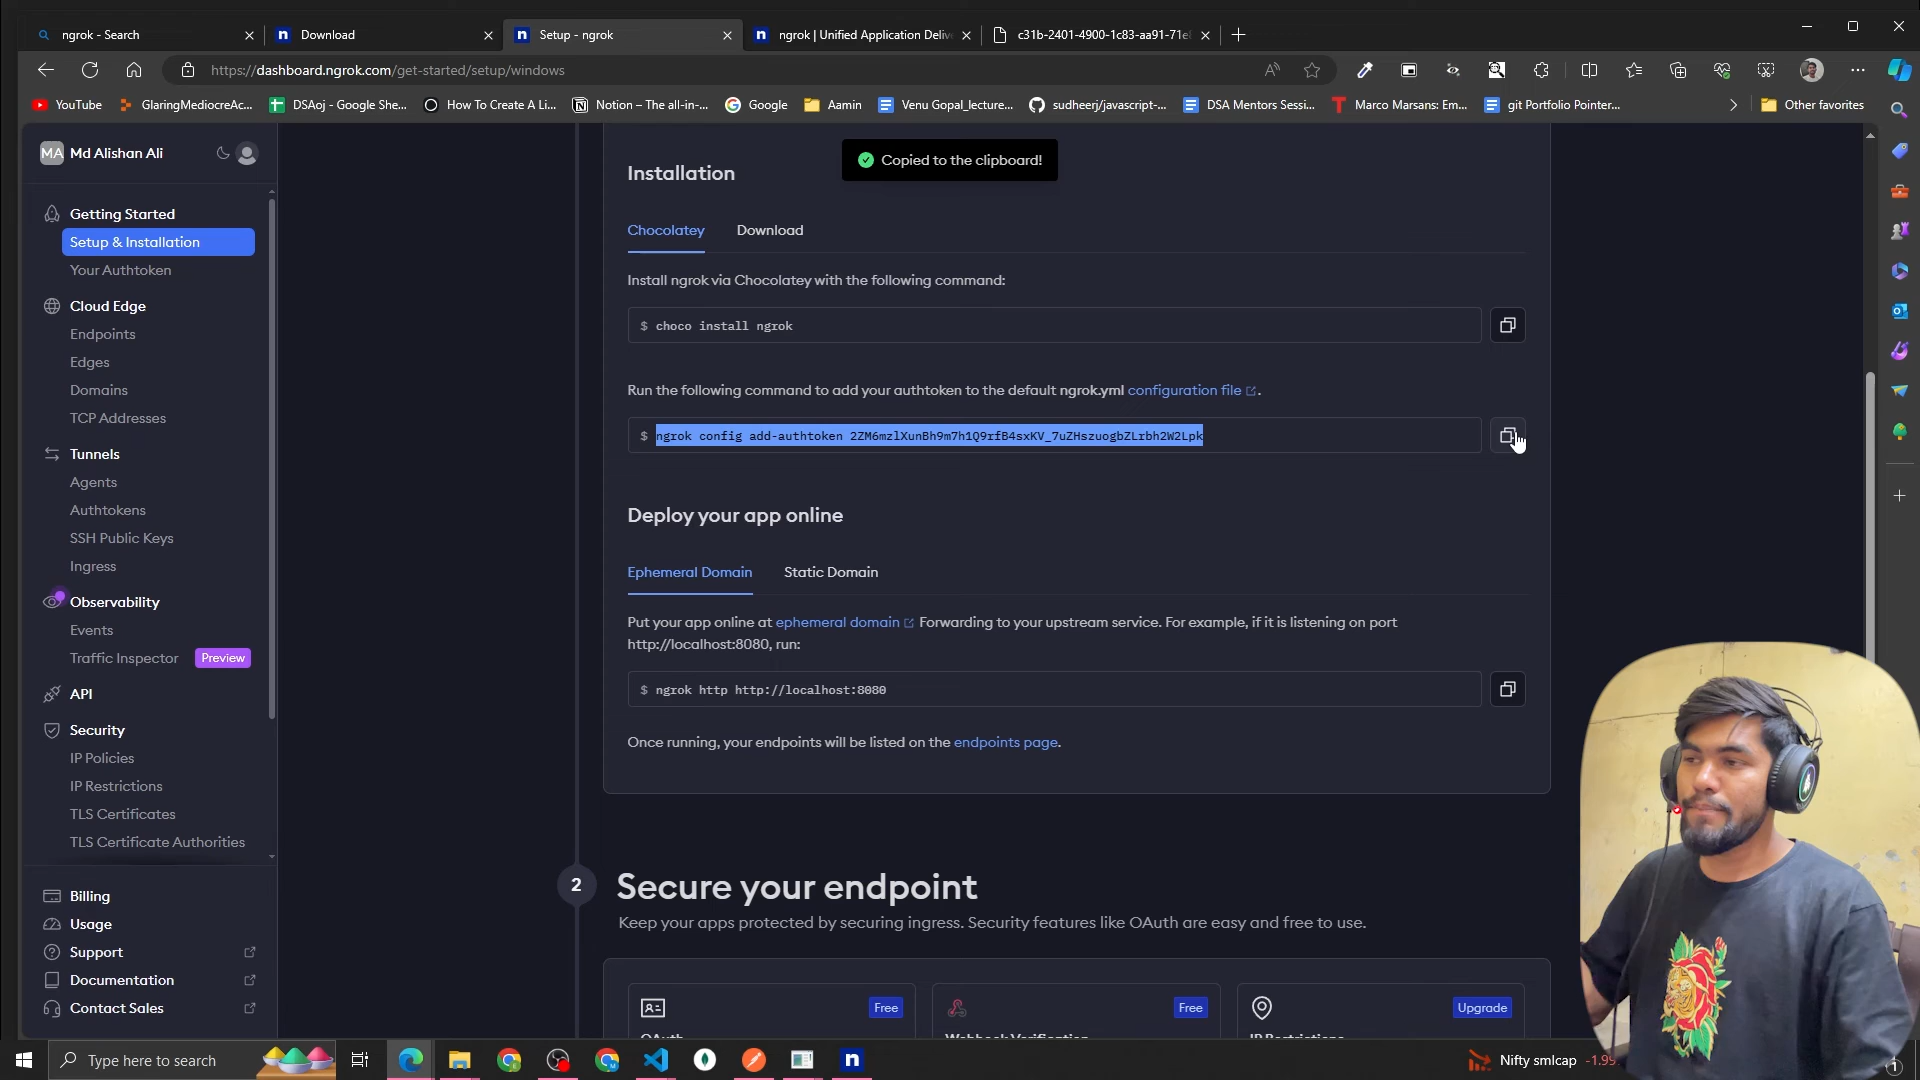 ngrok - Search
Download
Setup - ngrok
ngrok | Unified Application Deliv
c31b-2401-4900-1c83-aa91-71e
https://dashboard.ngrok.com/get-started/setup/windows
YouTube
GlaringMediocreAc...
DSAoj - Google She...
How To Create A Li...
Notion – The all-in-...
Google
Aamin
Venu Gopal_lecture...
sudheerj/javascript-...
DSA Mentors Sessi...
Marco Marsans: Em...
git Portfolio Pointer...
Other favorites
MA Md Alishan Ali
Getting Started
Setup & Installation
Your Authtoken
Cloud Edge
Endpoints
Edges
Domains
TCP Addresses
Tunnels
Agents
Authtokens
SSH Public Keys
Ingress
Observability
Events
Traffic Inspector Preview
API
Security
IP Policies
IP Restrictions
TLS Certificates
TLS Certificate Authorities
Billing
Usage
Support
Documentation
Contact Sales
Copied to the clipboard!
Installation
Chocolatey Download
Install ngrok via Chocolatey with the following command:
$ choco install ngrok
Run the following command to add your authtoken to the default ngrok.yml configuration file.
$ ngrok config add-authtoken 2ZM6mzlXunBh9m7h1Q9rfB4sxKV_7uZHszuogbZLrbh2W2Lpk
Deploy your app online
Ephemeral Domain Static Domain
Put your app online at ephemeral domain Forwarding to your upstream service. For example, if it is listening on port
http://localhost:8080, run:
$ ngrok http http://localhost:8080
Once running, your endpoints will be listed on the endpoints page.
2 Secure your endpoint
Keep your apps protected by securing ingress. Security features like OAuth are easy and free to use.
Free
Free
Upgrade
OAuth
Webhook Verification
IP Restrictions
Type here to search
Nifty smlcap -1.99
1